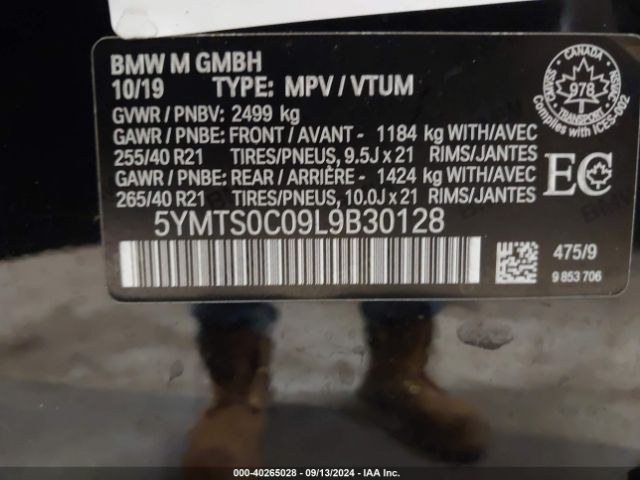 BMW M GMBH
10/19 TYPE: MPV / VTUM
GVWR / PNBV: 2499 kg
GAWR / PNBE: FRONT / AVANT - 1184 kg WITH/AVEC
255/40 R21 TIRES/PNEUS, 9.5J x 21 RIMS/JANTES
GAWR / PNBE: REAR / ARRIÈRE - 1424 kg WITH/AVEC
265/40 R21 TIRES/PNEUS, 10.0J x 21 RIMS/JANTES
5YMTS0C09L9B30128
CANADA
978
TRANSPORT
Complies with ICES-002
EC
475/9
9 853 706
000-40265028 - 09/13/2024 - IAA Inc.